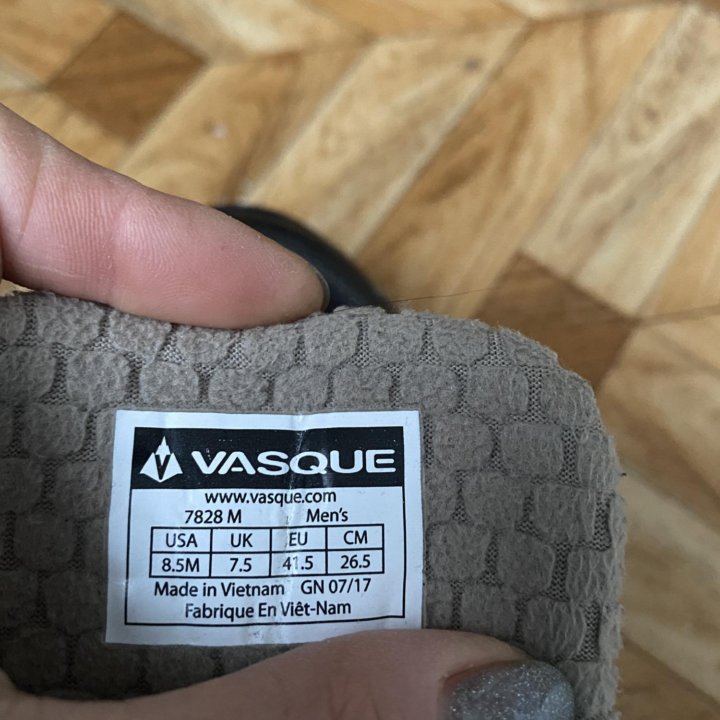 VASQUE
www.vasque.com
7828 M Men's
USA UK EU CM
8.5M 7.5 41.5 26.5
Made in Vietnam GN 07/17
Fabrique En Viêt-Nam